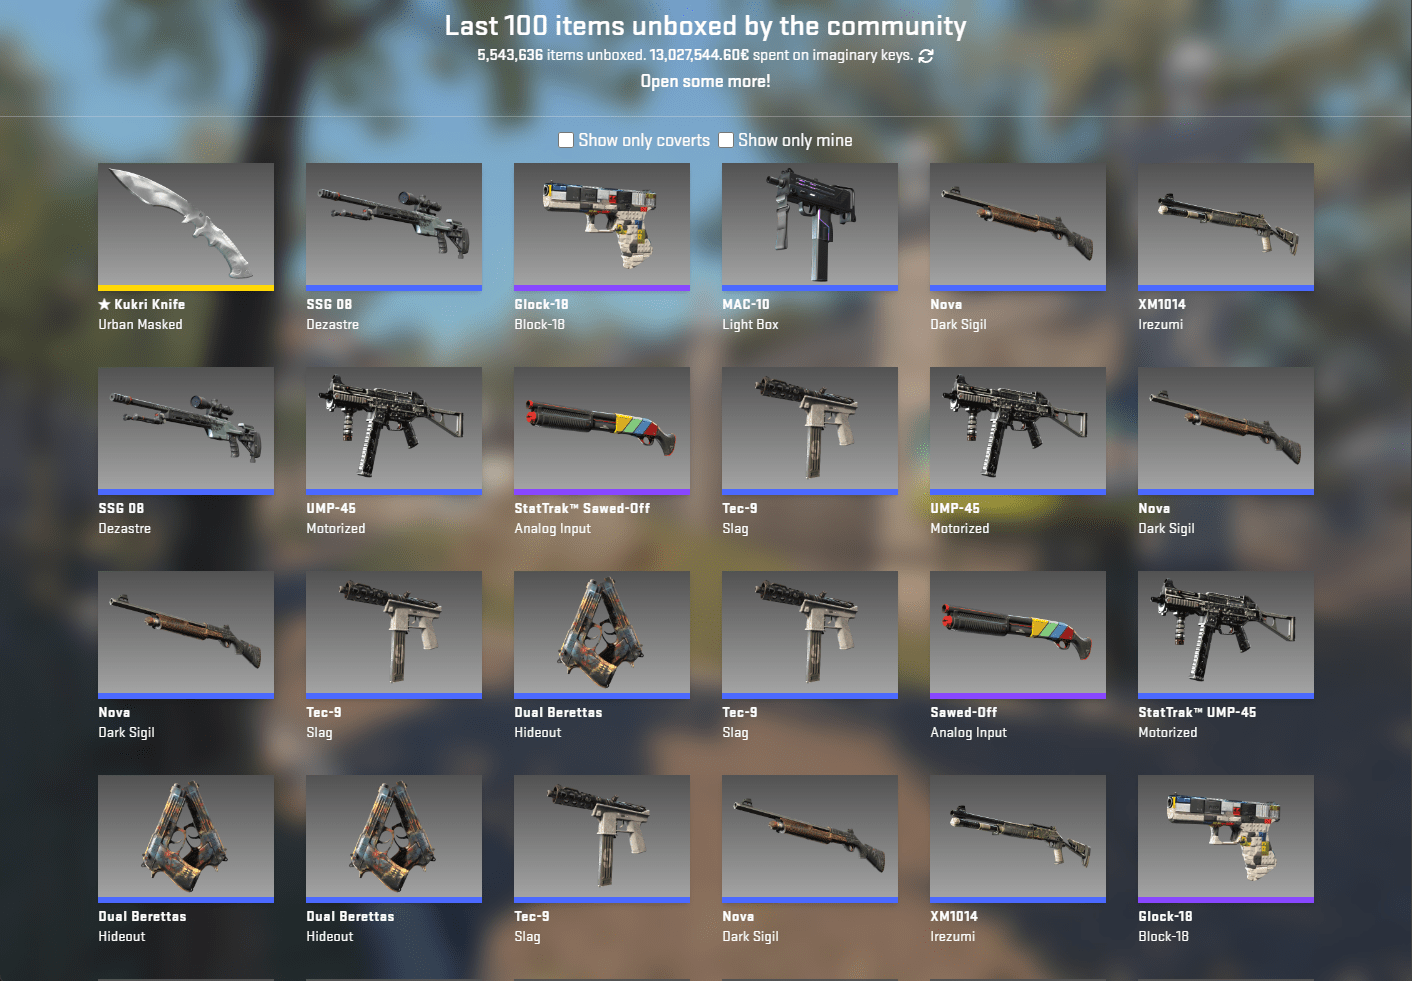 Last 100 items unboxed by the community
5,543,636 items unboxed. 13,027,544.60€ spent on imaginary keys.
Open some more!
Show only coverts Show only mine
★ Kukri Knife SSG 08 Glock-18 MAC-10 Nova XM1014
Urban Masked Dezastre Block-18 Light Box Dark Sigil Irezumi
SSG 08 UMP-45 StatTrak™ Sawed-Off Tec-9 UMP-45 Nova
Dezastre Motorized Analog Input Slag Motorized Dark Sigil
Nova Tec-9 Dual Berettas Tec-9 Sawed-Off StatTrak™ UMP-45
Dark Sigil Slag Hideout Slag Analog Input Motorized
Dual Berettas Dual Berettas Tec-9 Nova XM1014 Glock-18
Hideout Hideout Slag Dark Sigil Irezumi Block-18